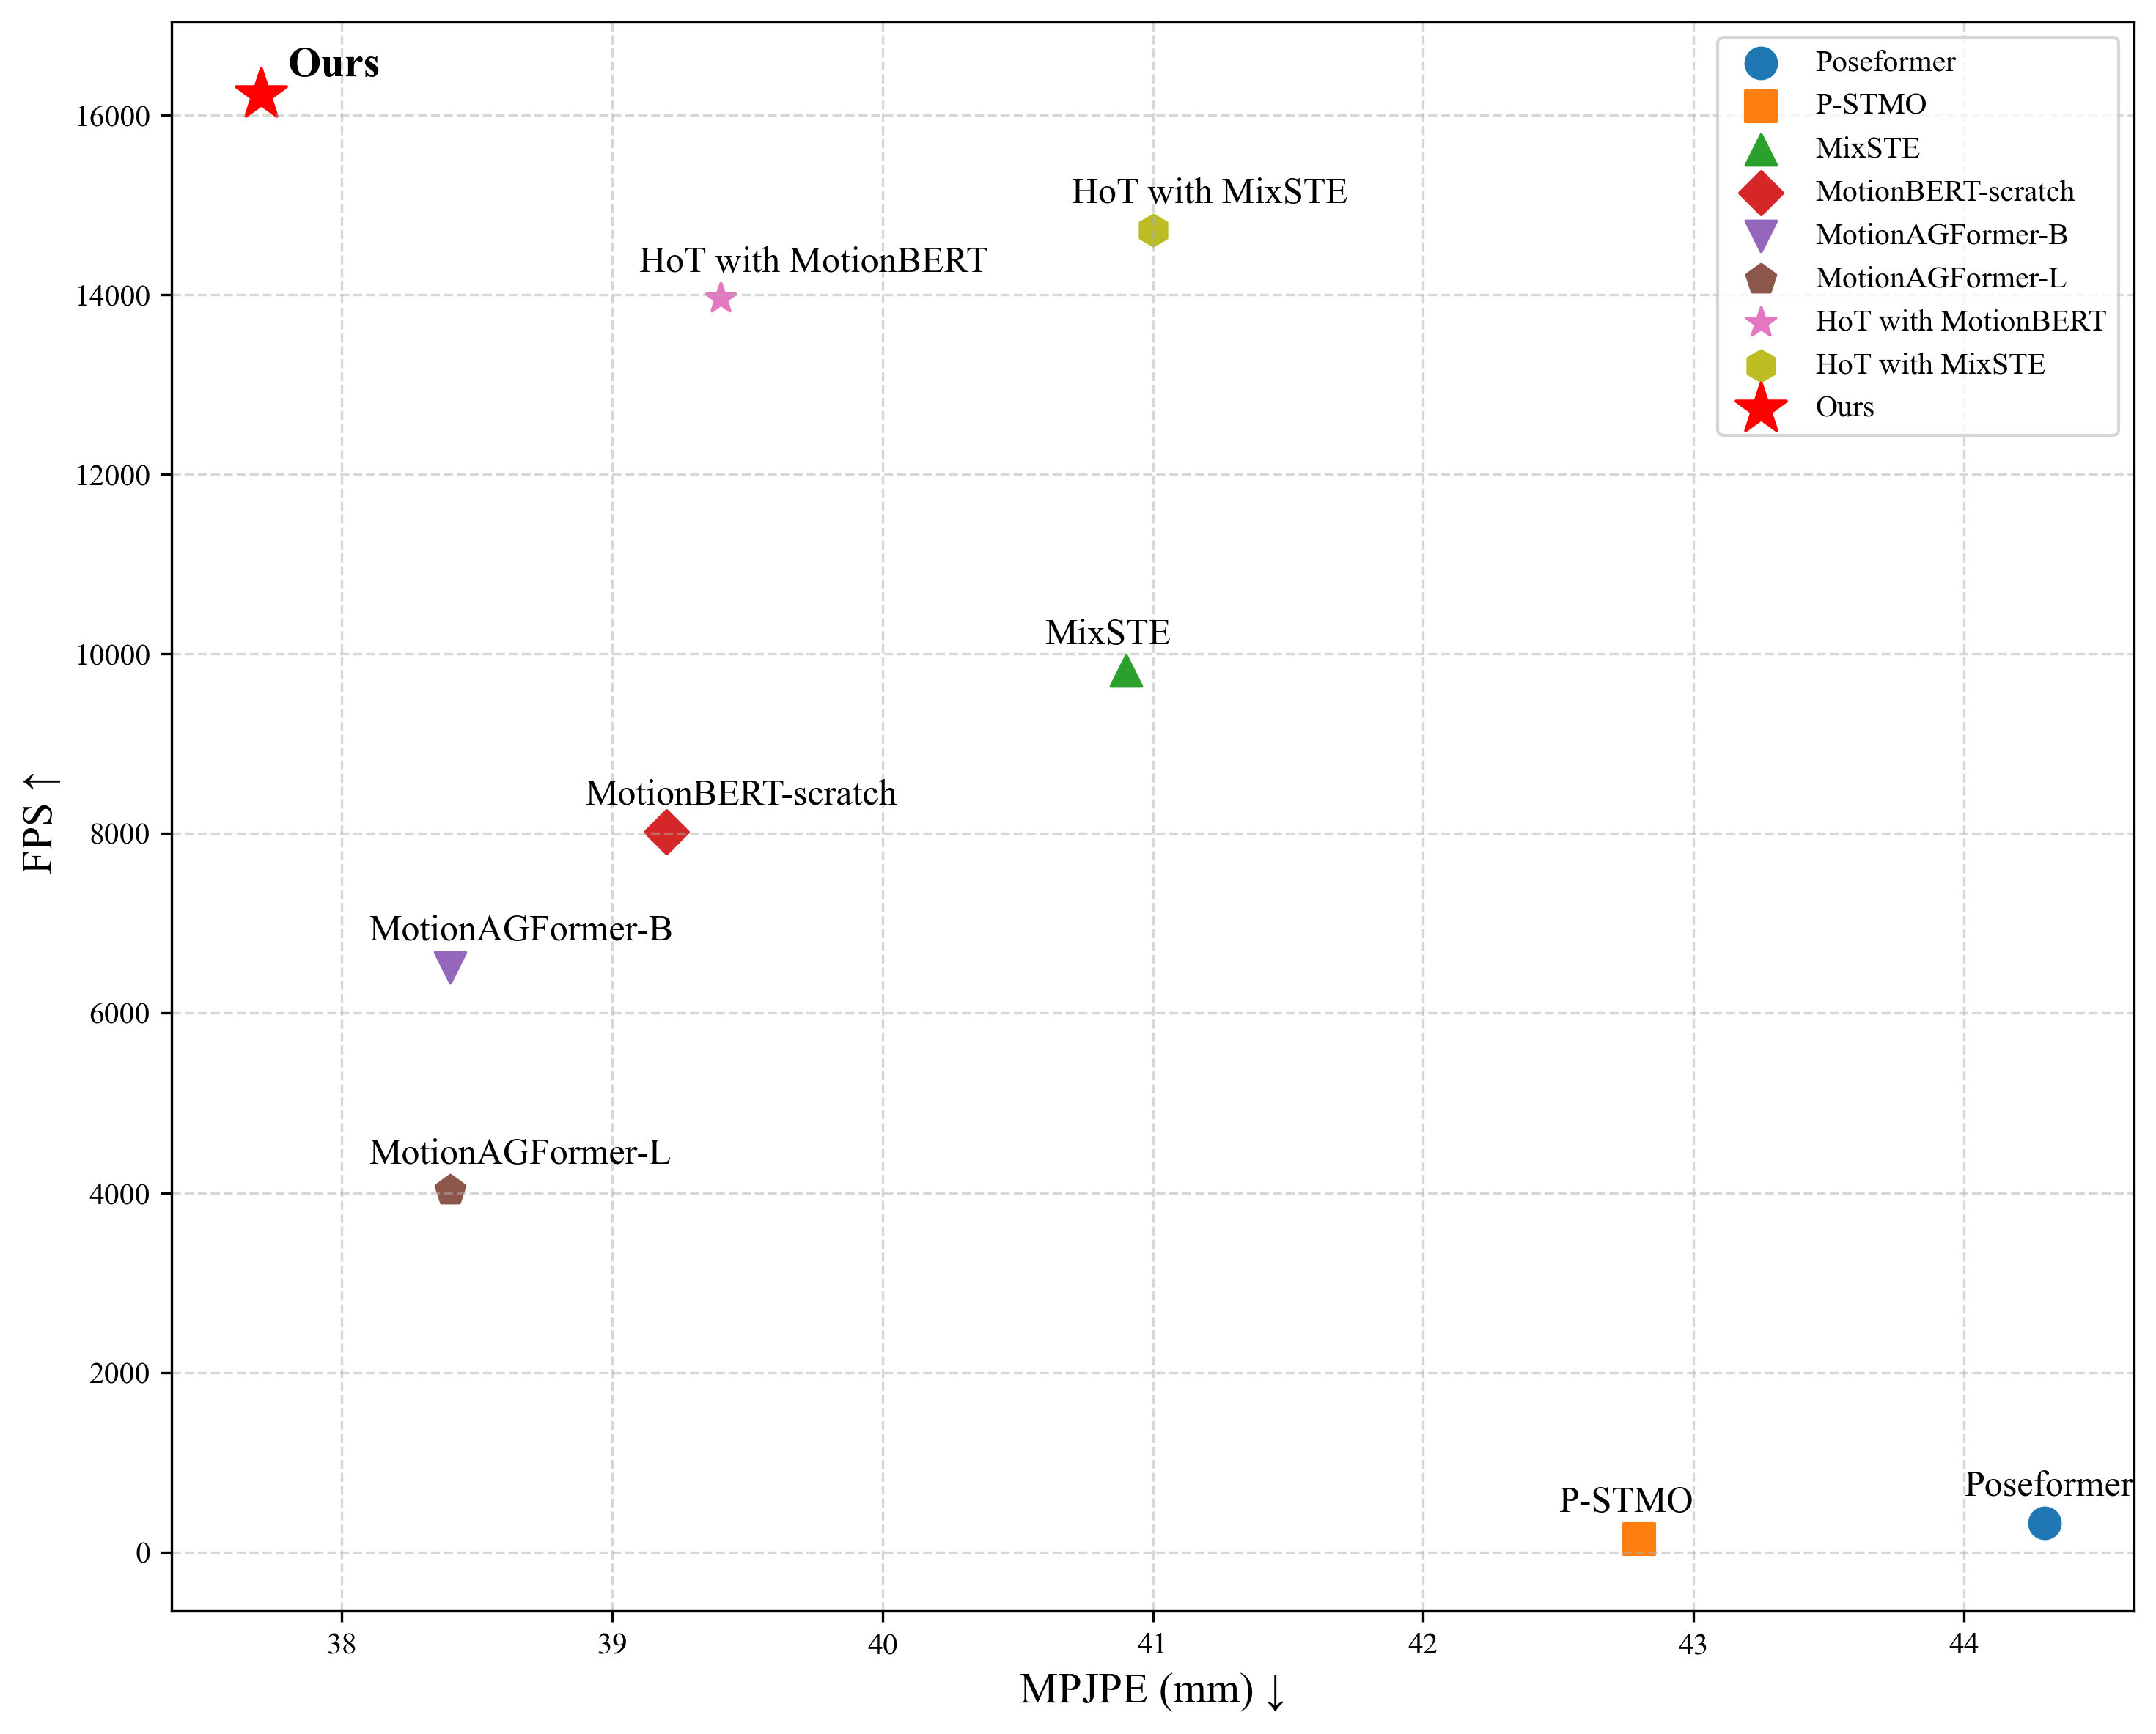 Ours
HoT with MixSTE
HoT with MotionBERT
MixSTE
MotionBERT-scratch
MotionAGFormer-B
MotionAGFormer-L
P-STMO
Poseformer
Poseformer
P-STMO
MixSTE
MotionBERT-scratch
MotionAGFormer-B
MotionAGFormer-L
HoT with MotionBERT
HoT with MixSTE
Ours
FPS ↑
16000
14000
12000
10000
8000
6000
4000
2000
0
38 39 40 41 42 43 44
MPJPE (mm) ↓